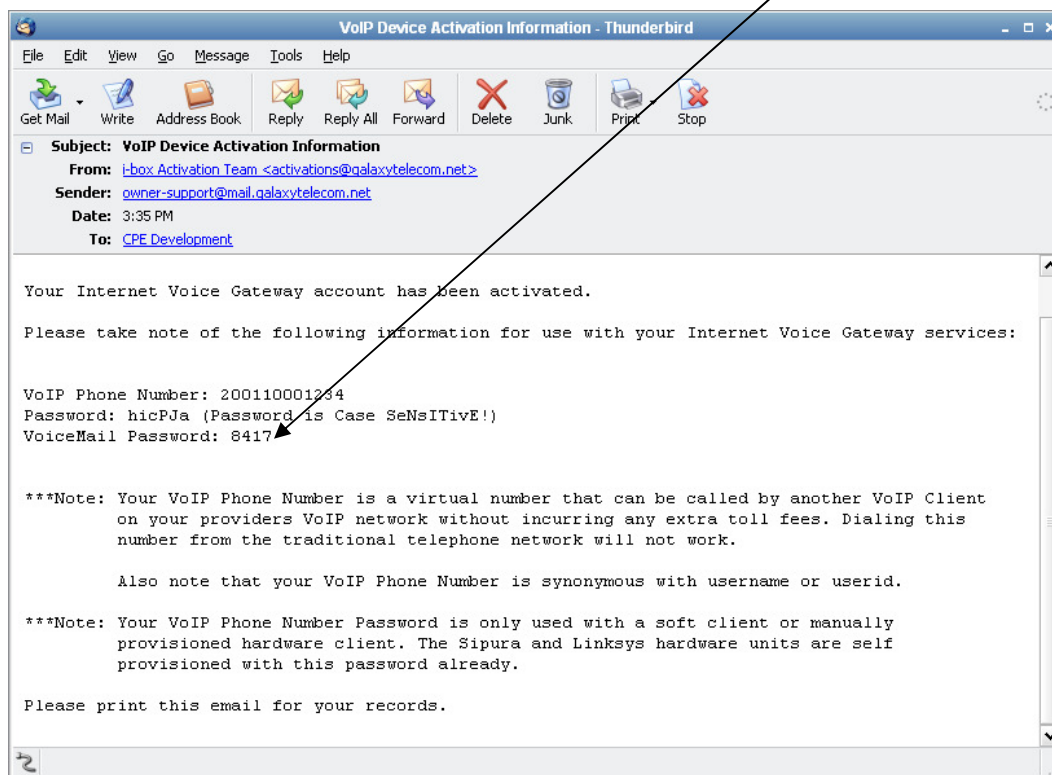 VoIP Device Activation Information - Thunderbird
File Edit View Go Message Tools Help
Get Mail Write Address Book Reply Reply All Forward Delete Junk Print Stop
Subject: VoIP Device Activation Information
From: i-box Activation Team <activations@galaxytelecom.net>
Sender: owner-support@mail.galaxytelecom.net
Date: 3:35 PM
To: CPE Development
Your Internet Voice Gateway account has been activated.
Please take note of the following information for use with your Internet Voice Gateway services:
VoIP Phone Number: 200110001234
Password: hicPJa (Password is Case SeNsITivE!)
VoiceMail Password: 8417
***Note: Your VoIP Phone Number is a virtual number that can be called by another VoIP Client
on your providers VoIP network without incurring any extra toll fees. Dialing this
number from the traditional telephone network will not work.
Also note that your VoIP Phone Number is synonymous with username or userid.
***Note: Your VoIP Phone Number Password is only used with a soft client or manually
provisioned hardware client. The Sipura and Linksys hardware units are self
provisioned with this password already.
Please print this email for your records.